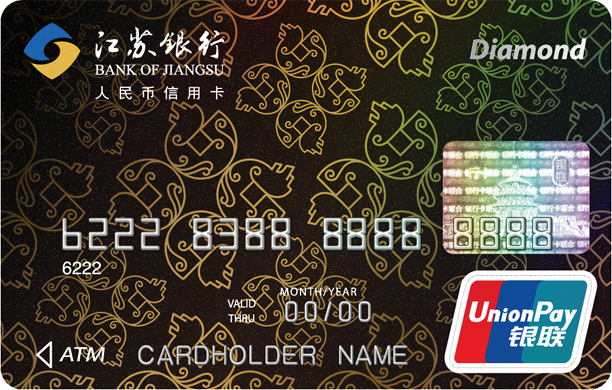 江苏银行
BANK OF JIANGSU
人民币信用卡
Diamond
6222 8388 8888 8888
6222
MONTH/YEAR
VALID THRU 00/00
ATM CARDHOLDER NAME
UnionPay
银联